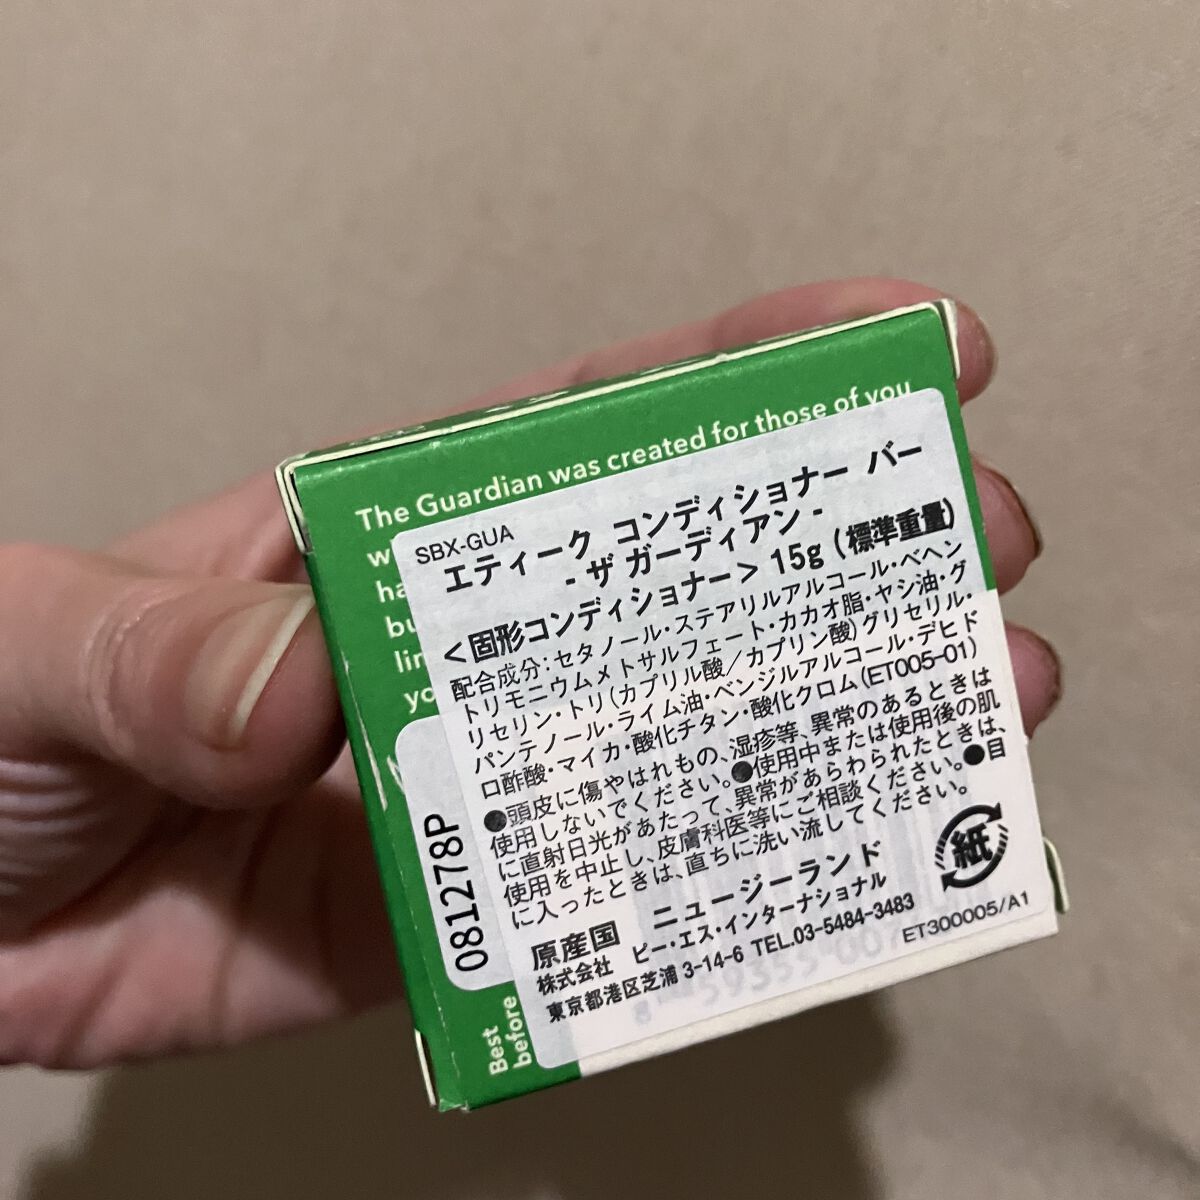 The Guardian was created for those of you
w
ha
bu
lin
yo
SBX-GUA
エティーク コンディショナー バー
- ザ ガーディアン -
<固形コンディショナー> 15g (標準重量)
配合成分:セタノール・ステアリルアルコール・ベヘン
トリモニウムメトサルフェート・カカオ脂・ヤシ油・グ
リセリン・トリ(カプリル酸/カプリン酸)グリセリル・
パンテノール・ライム油・ベンジルアルコール・デヒド
ロ酢酸・マイカ・酸化チタン・酸化クロム(ET005-01)
●頭皮に傷やはれもの、湿疹等、異常のあるときは
使用しないでください。●使用中または使用後の肌
に直射日光があたって、異常があらわれたときは、
使用を中止し、皮膚科医等にご相談ください。●目
に入ったときは、直ちに洗い流してください。
原産国 ニュージーランド
株式会社 ピー・エス・インターナショナル
東京都港区芝浦 3-14-6 TEL.03-5484-3483
紙
ET300005/A1
081278P
Best
before